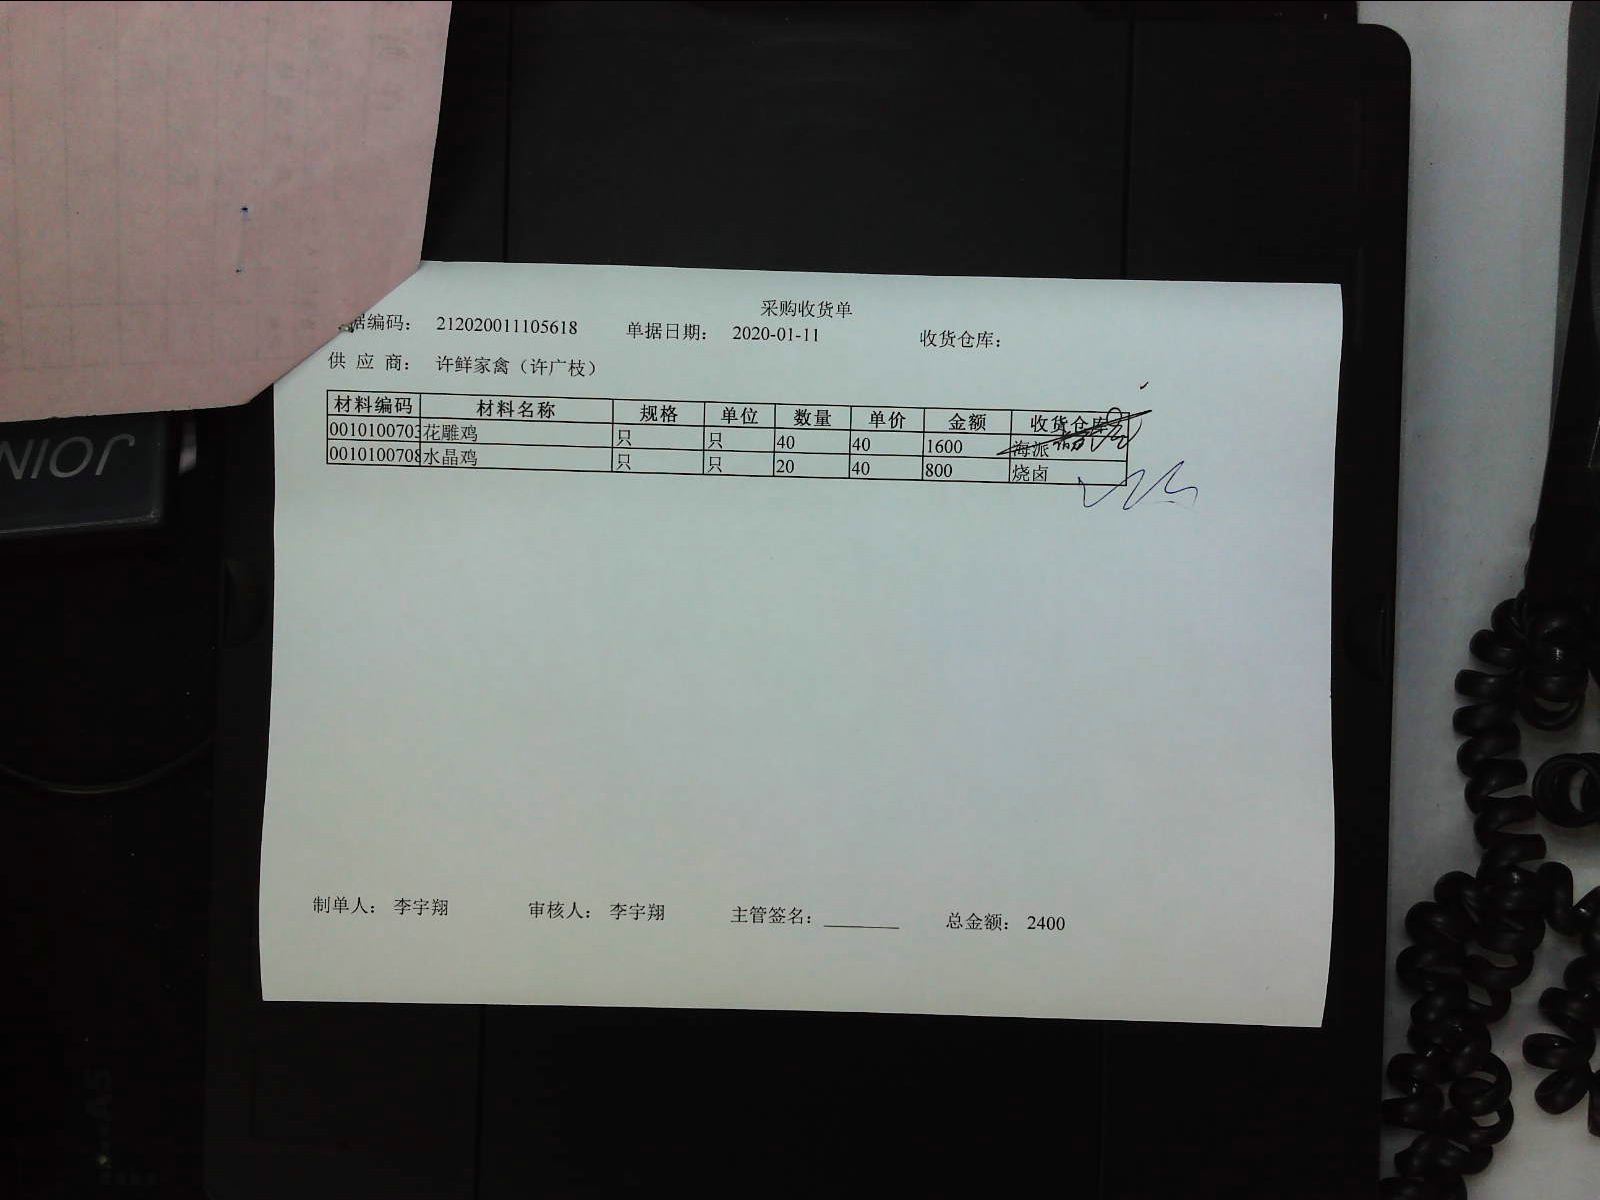 采购收货单
据编码： 212020011105618 单据日期： 2020-01-11 收货仓库：
供 应 商： 许鲜家禽（许广枝）
材料编码 材料名称 规格 单位 数量 单价 金额 收货仓库
0010100703 花雕鸡 只 只 40 40 1600 海派
0010100708 水晶鸡 只 只 20 40 800 烧卤
制单人： 李宇翔 审核人： 李宇翔 主管签名： 总金额： 2400